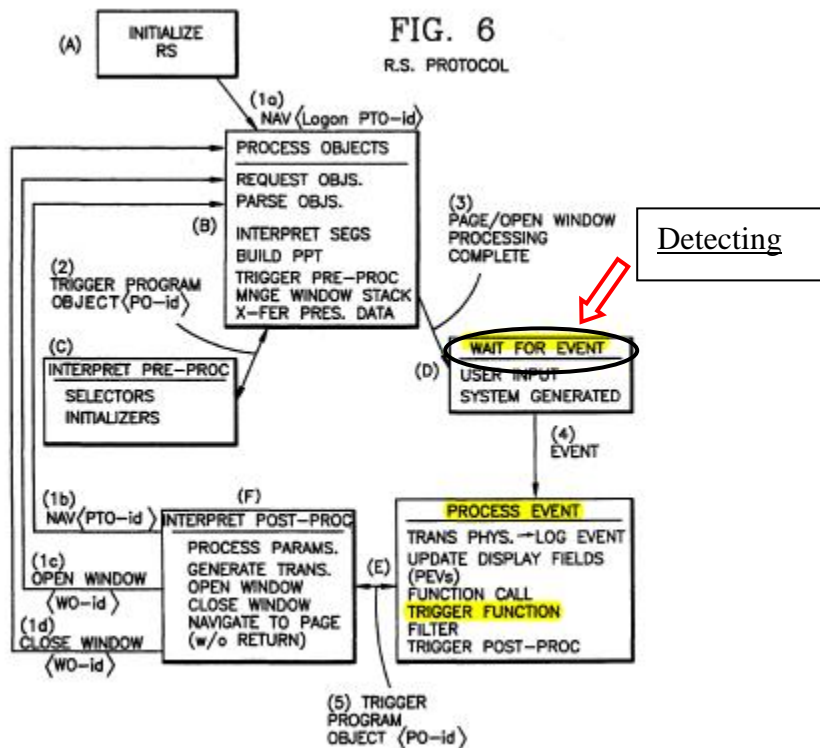 FIG. 6
R.S. PROTOCOL
(A)
INITIALIZE
RS
(1a)
NAV⟨Logon PTO-id⟩
PROCESS OBJECTS
REQUEST OBJS.
PARSE OBJS.
(B)
INTERPRET SEGS
BUILD PPT
TRIGGER PRE-PROC
MNGE WINDOW STACK
X-FER PRES. DATA
(2)
TRIGGER PROGRAM
OBJECT⟨PO-id⟩
(3)
PAGE/OPEN WINDOW
PROCESSING
COMPLETE
Detecting
(C)
INTERPRET PRE-PROC
SELECTORS
INITIALIZERS
(D)
WAIT FOR EVENT
USER INPUT
SYSTEM GENERATED
(4)
EVENT
PROCESS EVENT
TRANS PHYS.→LOG EVENT
UPDATE DISPLAY FIELDS
(PEVs)
FUNCTION CALL
TRIGGER FUNCTION
FILTER
TRIGGER POST-PROC
(E)
(F)
INTERPRET POST-PROC
PROCESS PARAMS.
GENERATE TRANS.
OPEN WINDOW
CLOSE WINDOW
NAVIGATE TO PAGE
(w/o RETURN)
(1b)
NAV⟨PTO-id⟩
(1c)
OPEN WINDOW
⟨WO-id⟩
(1d)
CLOSE WINDOW
⟨WO-id⟩
(5) TRIGGER
PROGRAM
OBJECT ⟨PO-id⟩